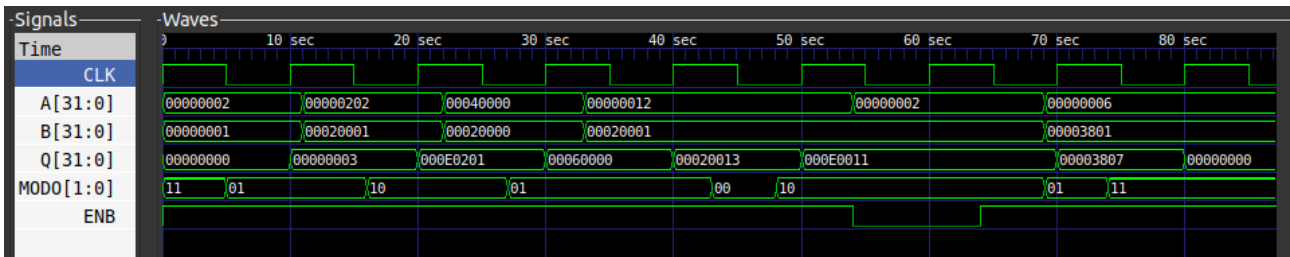 Signals Waves
Time 0 10 sec 20 sec 30 sec 40 sec 50 sec 60 sec 70 sec 80 sec
CLK
A[31:0] 00000002 00000202 00040000 00000012 00000002 00000006
B[31:0] 00000001 00020001 00020000 00020001 00003801
Q[31:0] 00000000 00000003 000E0201 00060000 00020013 000E0011 00003807 00000000
MODO[1:0] 11 01 10 01 00 10 01 11
ENB